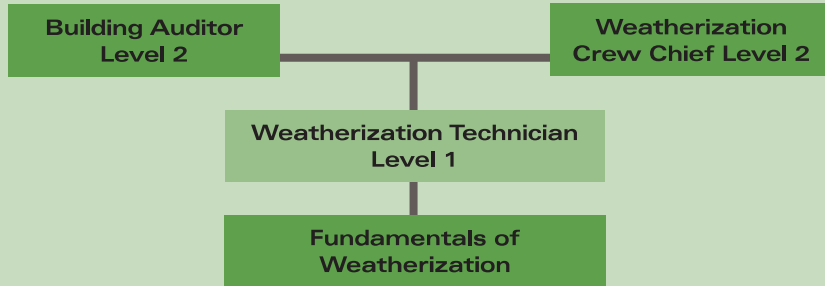 Building Auditor
Level 2
Weatherization
Crew Chief Level 2
Weatherization Technician
Level 1
Fundamentals of
Weatherization